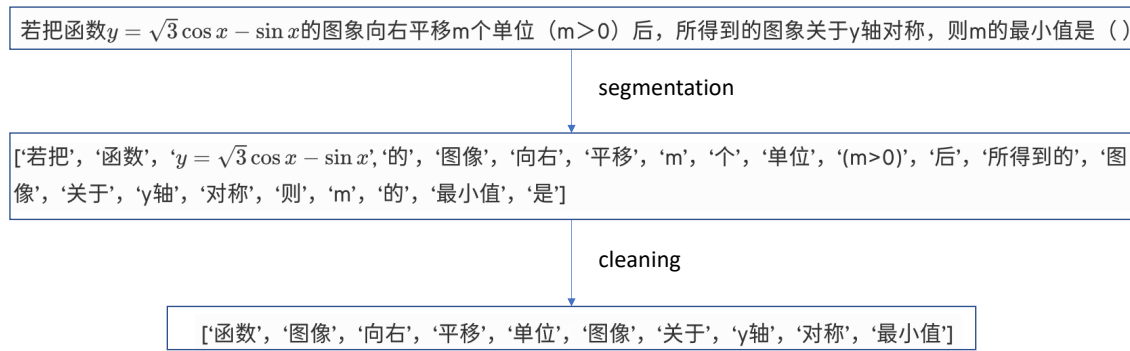 若把函数y = √3 cos x − sin x的图象向右平移m个单位（m＞0）后，所得到的图象关于y轴对称，则m的最小值是（ ）
segmentation
[‘若把’, ‘函数’, ‘y = √3 cos x − sin x’, ‘的’, ‘图像’, ‘向右’, ‘平移’, ‘m’, ‘个’, ‘单位’, ‘(m>0)’, ‘后’, ‘所得到的’, ‘图
像’, ‘关于’, ‘y轴’, ‘对称’, ‘则’, ‘m’, ‘的’, ‘最小值’, ‘是’]
cleaning
[‘函数’, ‘图像’, ‘向右’, ‘平移’, ‘单位’, ‘图像’, ‘关于’, ‘y轴’, ‘对称’, ‘最小值’]